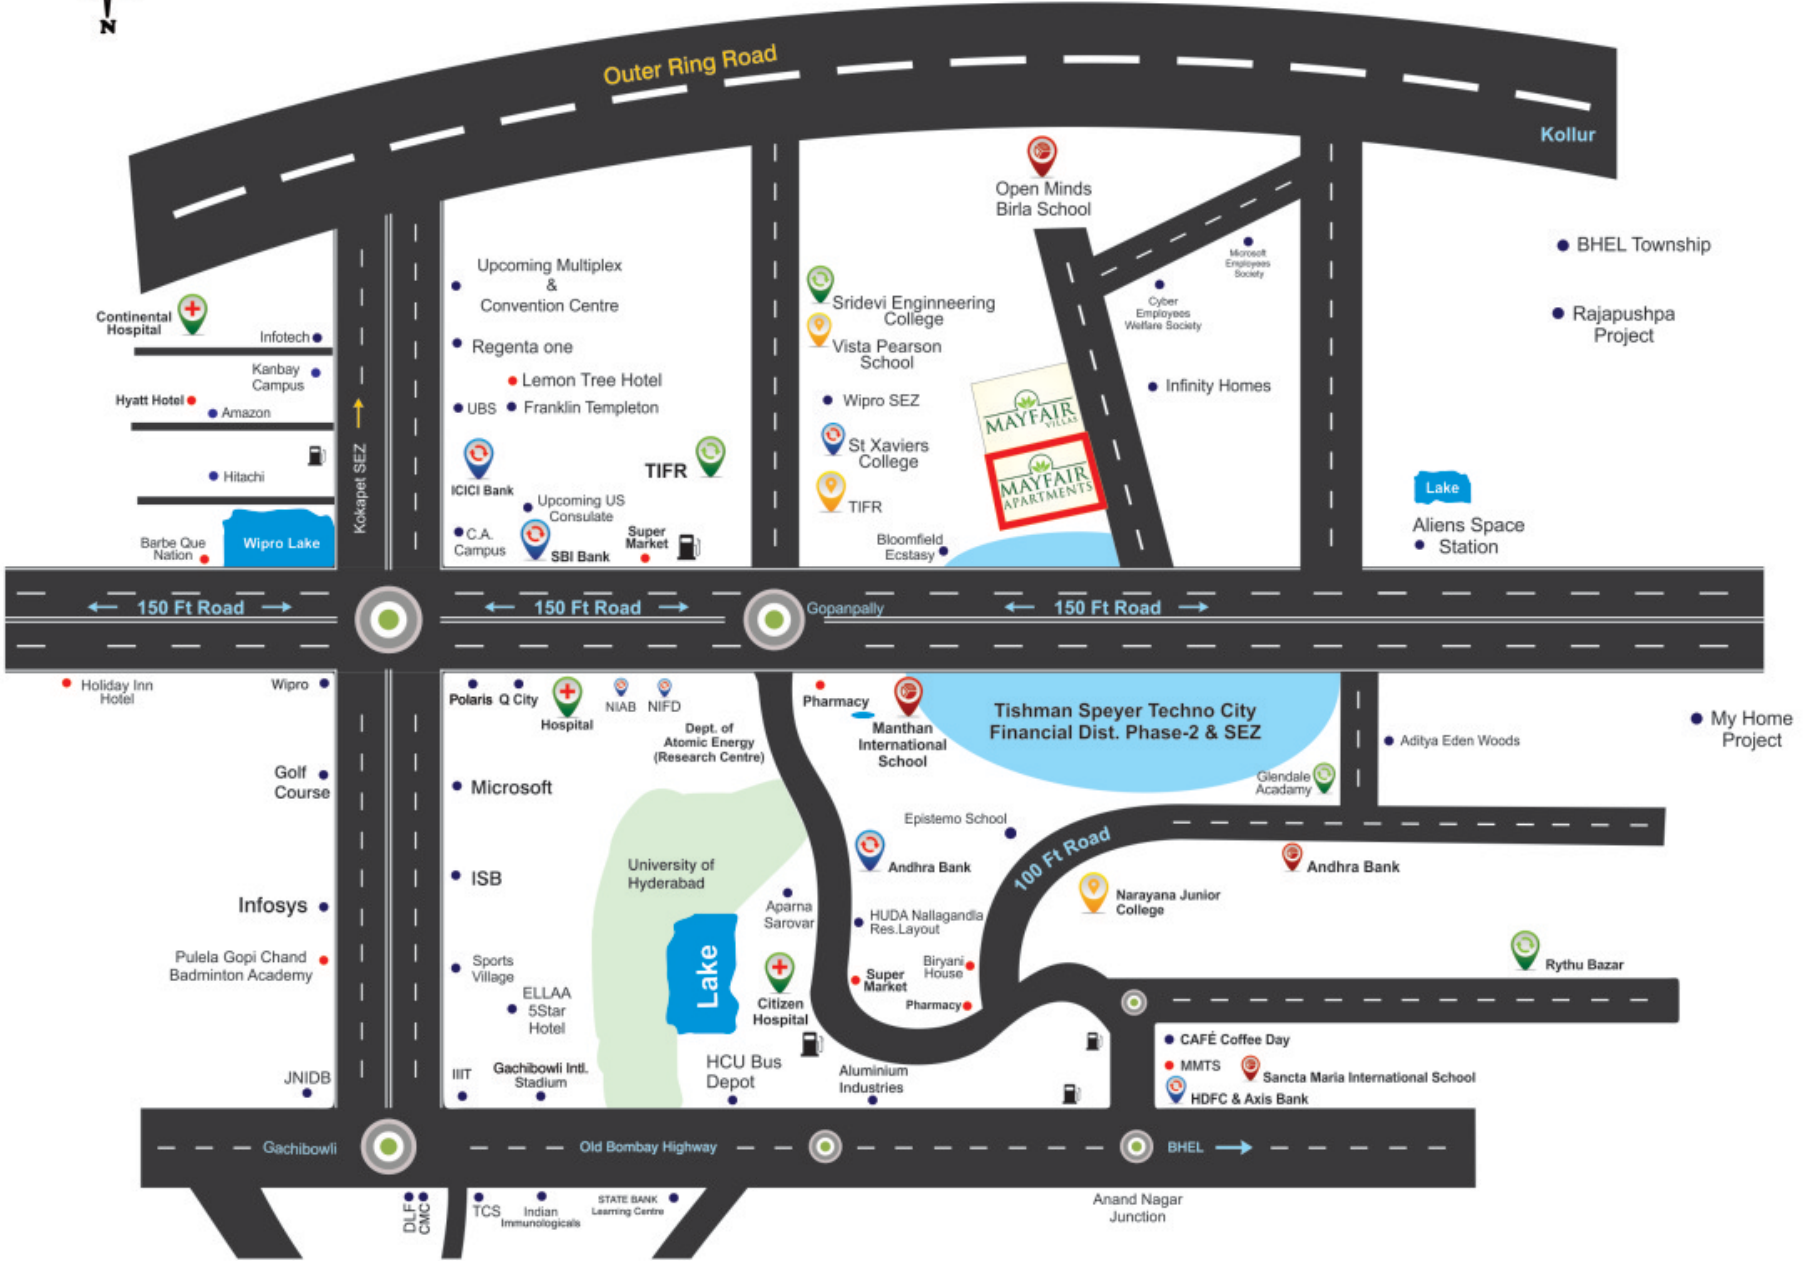 N
Outer Ring Road
Kollur
Open Minds
Birla School
BHEL Township
Rajapushpa
Project
Microsoft
Employees
Society
Cyber
Employees
Welfare Society
Infinity Homes
Continental
Hospital
Infotech
Kanbay
Campus
Hyatt Hotel
Amazon
Hitachi
Barbe Que
Nation
Wipro Lake
Kokapet SEZ
Upcoming Multiplex
&
Convention Centre
Regenta one
Lemon Tree Hotel
UBS
Franklin Templeton
ICICI Bank
TIFR
Upcoming US
Consulate
C.A.
Campus
SBI Bank
Super
Market
Sridevi Enginneering
College
Vista Pearson
School
Wipro SEZ
St Xaviers
College
TIFR
Bloomfield
Ecstasy
MAYFAIR
VILLAS
MAYFAIR
APARTMENTS
Lake
Aliens Space
Station
150 Ft Road
150 Ft Road
Gopanpally
150 Ft Road
Holiday Inn
Hotel
Wipro
Golf
Course
Infosys
Pulela Gopi Chand
Badminton Academy
JNIDB
Polaris
Q City
Hospital
NIAB
NIFD
Dept. of
Atomic Energy
(Research Centre)
Microsoft
ISB
Sports
Village
ELLAA
5Star
Hotel
IIIT
Gachibowli Intl.
Stadium
University of
Hyderabad
Lake
Aparna
Sarovar
Citizen
Hospital
HCU Bus
Depot
Pharmacy
Manthan
International
School
Tishman Speyer Techno City
Financial Dist. Phase-2 & SEZ
Glendale
Acadamy
Aditya Eden Woods
My Home
Project
Epistemo School
Andhra Bank
100 Ft Road
HUDA Nallagandla
Res.Layout
Biryani
House
Super
Market
Pharmacy
Aluminium
Industries
Andhra Bank
Narayana Junior
College
Rythu Bazar
CAFÉ Coffee Day
MMTS
Sancta Maria International School
HDFC & Axis Bank
Gachibowli
Old Bombay Highway
BHEL
DLF
CMC
TCS
Indian
Immunologicals
STATE BANK
Learning Centre
Anand Nagar
Junction